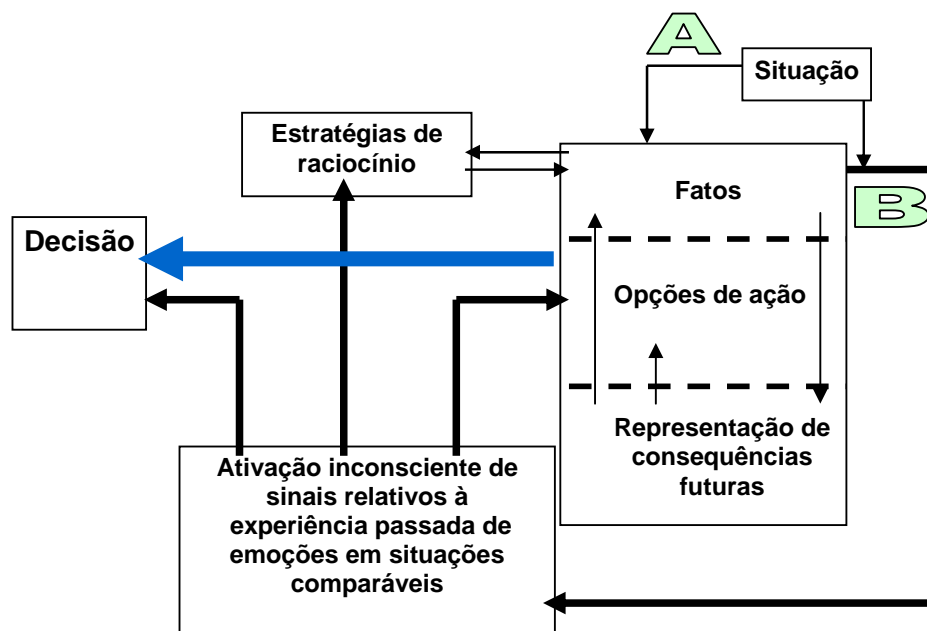 A
Situação
Estratégias de
raciocínio
Fatos
B
Decisão
Opções de ação
Representação de
consequências
futuras
Ativação inconsciente de
sinais relativos à
experiência passada de
emoções em situações
comparáveis